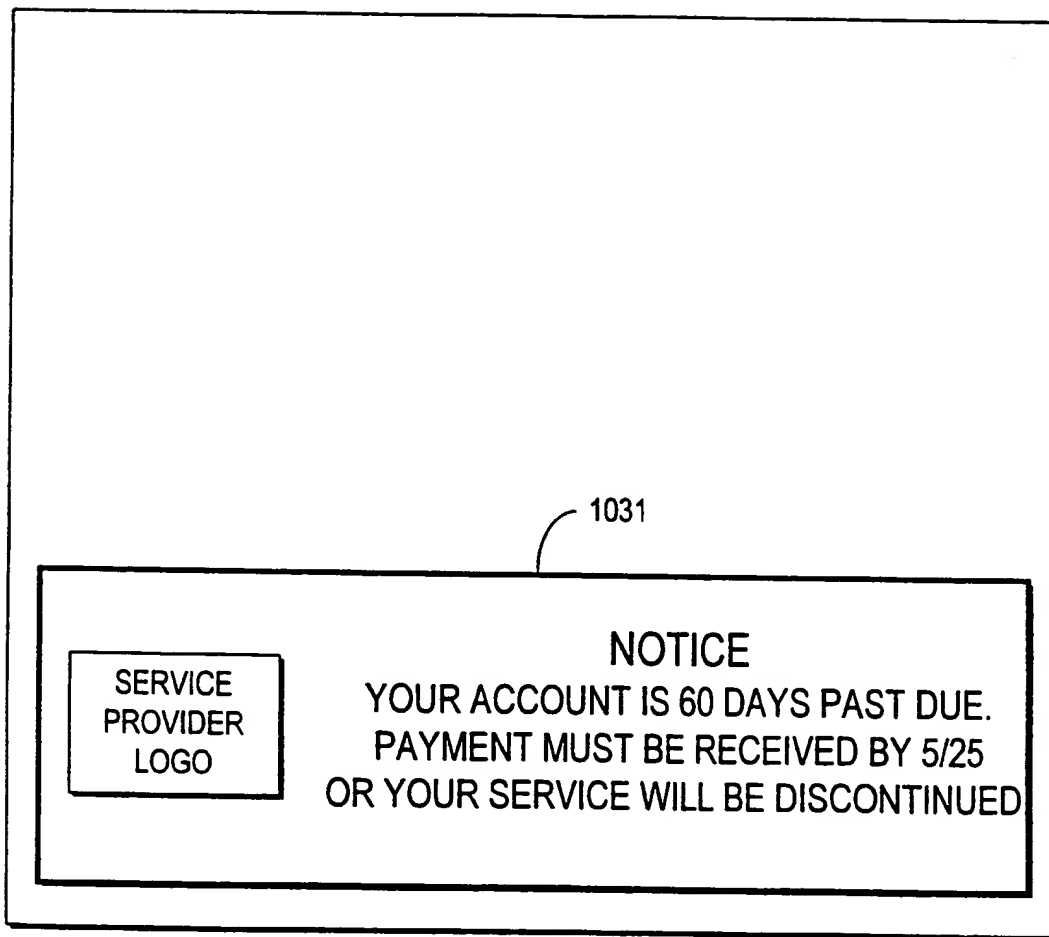 1031
NOTICE
YOUR ACCOUNT IS 60 DAYS PAST DUE.
PAYMENT MUST BE RECEIVED BY 5/25
OR YOUR SERVICE WILL BE DISCONTINUED
SERVICE
PROVIDER
LOGO